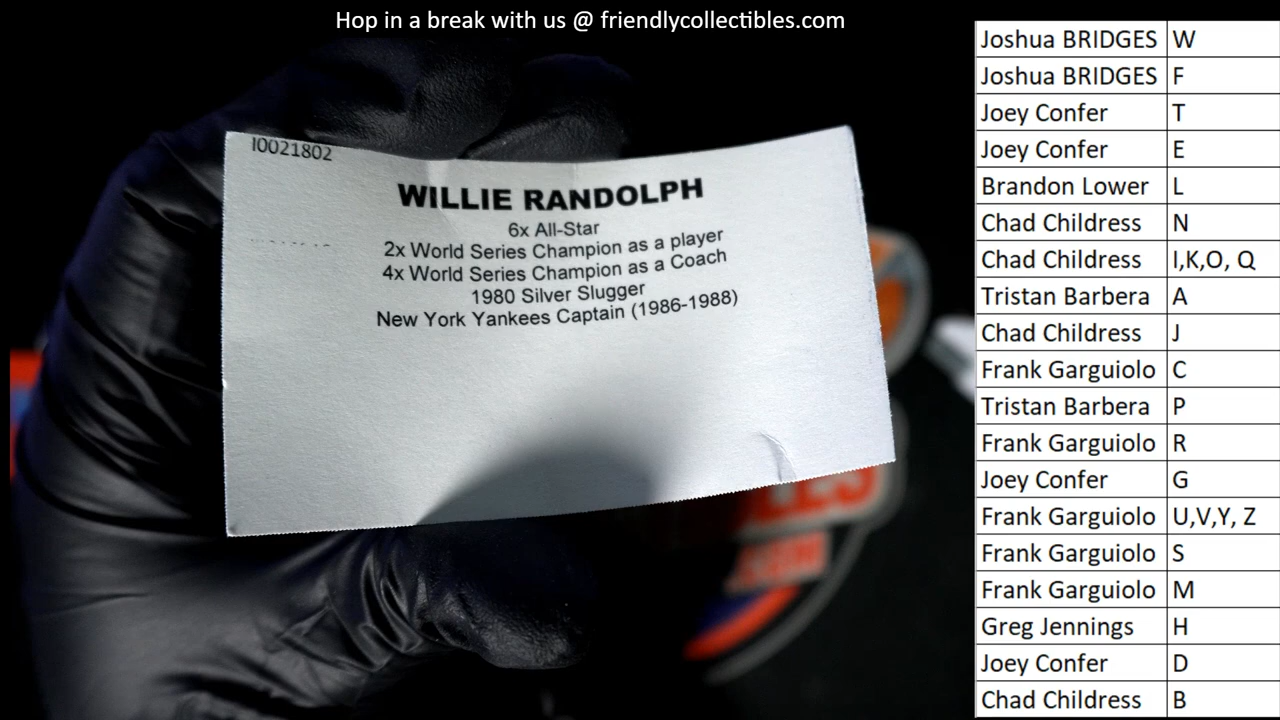 Hop in a break with us @ friendlycollectibles.com
I0021802
WILLIE RANDOLPH
6x All-Star
2x World Series Champion as a player
4x World Series Champion as a Coach
1980 Silver Slugger
New York Yankees Captain (1986-1988)
Joshua BRIDGES W
Joshua BRIDGES F
Joey Confer T
Joey Confer E
Brandon Lower L
Chad Childress N
Chad Childress I,K,O, Q
Tristan Barbera A
Chad Childress J
Frank Garguiolo C
Tristan Barbera P
Frank Garguiolo R
Joey Confer G
Frank Garguiolo U,V,Y, Z
Frank Garguiolo S
Frank Garguiolo M
Greg Jennings H
Joey Confer D
Chad Childress B